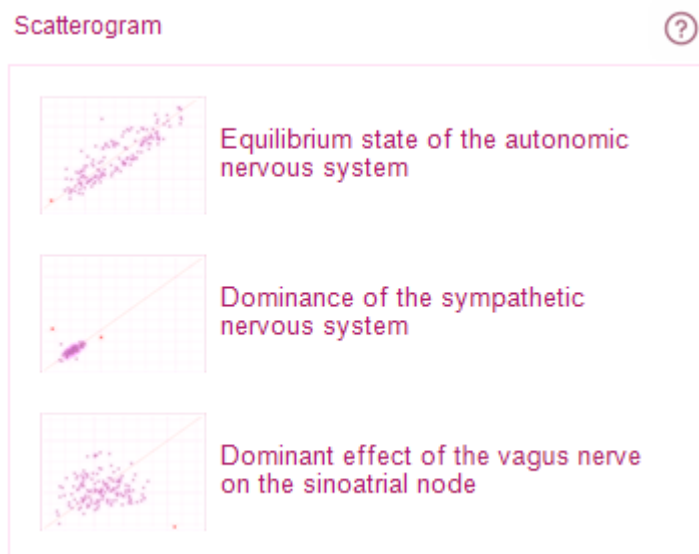 Scatterogram
?
Equilibrium state of the autonomic
nervous system
Dominance of the sympathetic
nervous system
Dominant effect of the vagus nerve
on the sinoatrial node